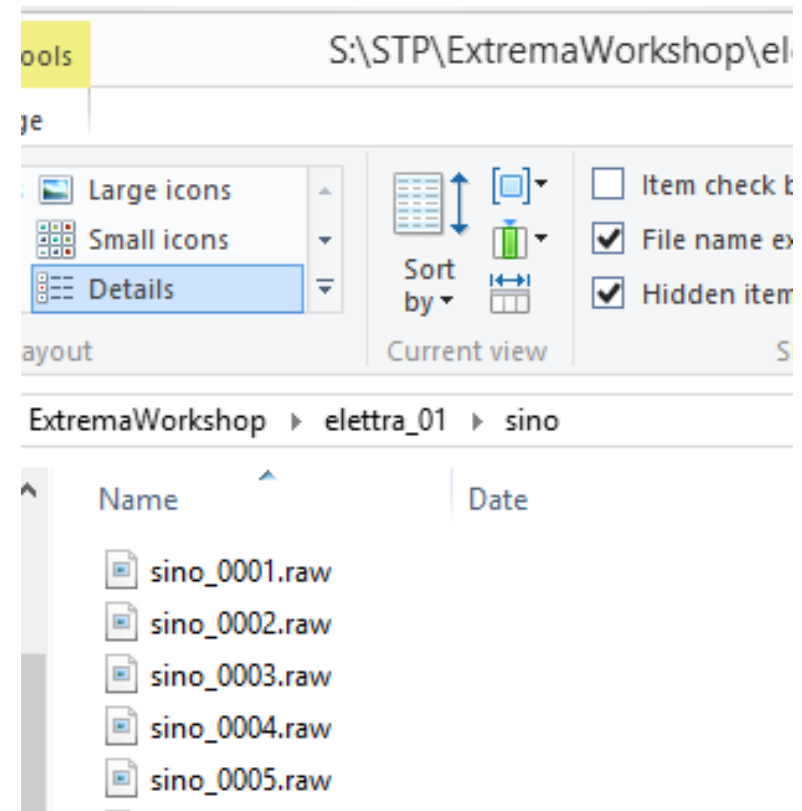 ools S:\STP\ExtremaWorkshop\el
ge
Large icons
Small icons
Details
Sort
by
Item check b
File name ex
Hidden item
ayout Current view S
ExtremaWorkshop elettra_01 sino
Name Date
sino_0001.raw
sino_0002.raw
sino_0003.raw
sino_0004.raw
sino_0005.raw